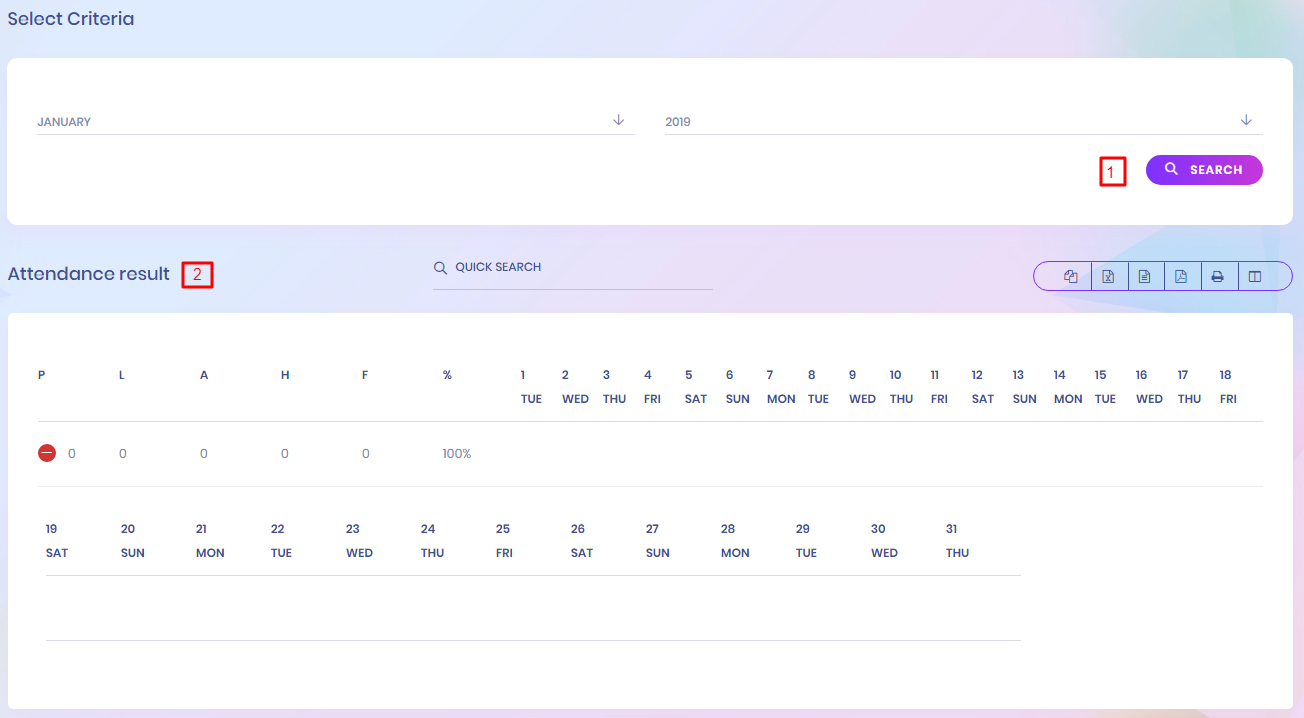 Select Criteria
JANUARY 2019
1 SEARCH
Attendance result 2 QUICK SEARCH
P L A H F % 1 2 3 4 5 6 7 8 9 10 11 12 13 14 15 16 17 18
TUE WED THU FRI SAT SUN MON TUE WED THU FRI SAT SUN MON TUE WED THU FRI
0 0 0 0 0 100%
19 20 21 22 23 24 25 26 27 28 29 30 31
SAT SUN MON TUE WED THU FRI SAT SUN MON TUE WED THU